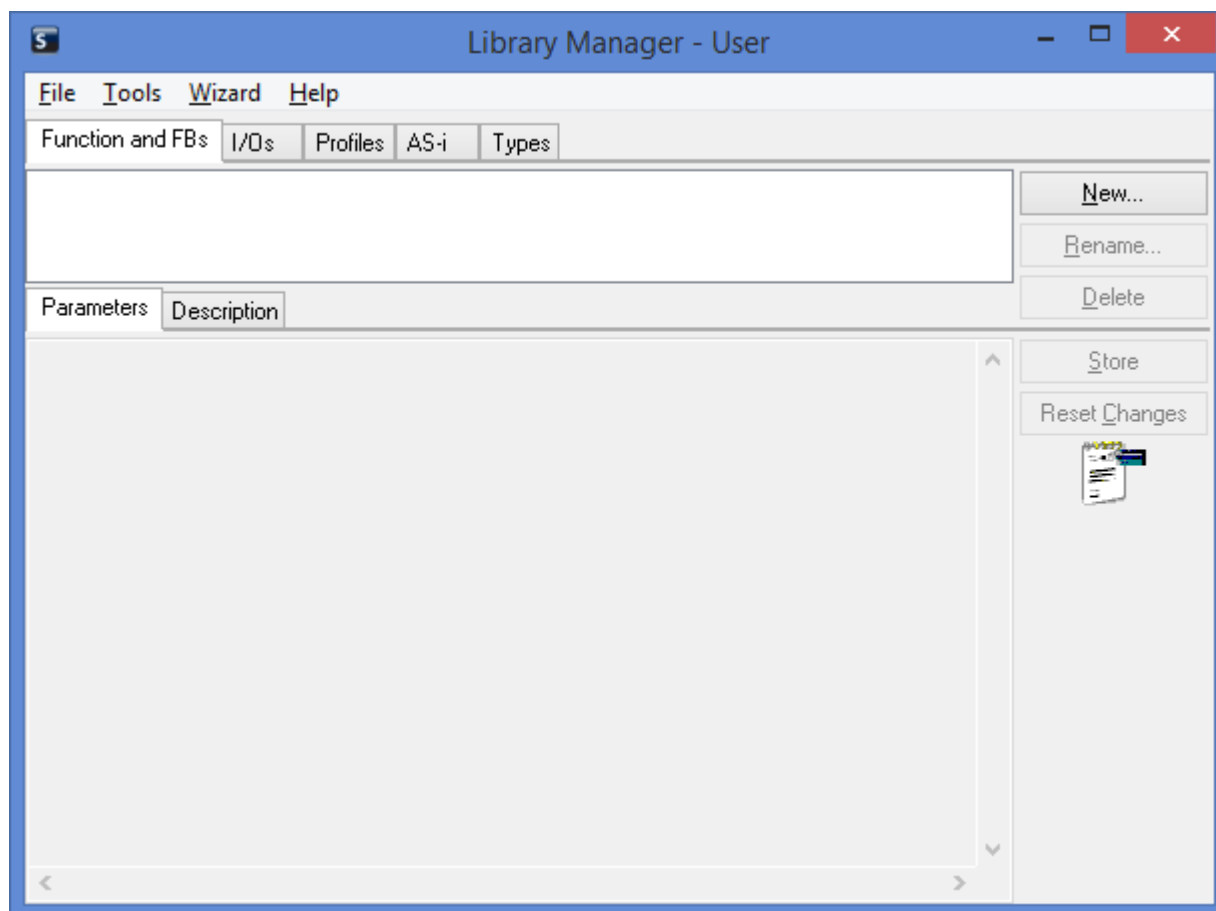 S
Library Manager - User
File Tools Wizard Help
Function and FBs I/Os Profiles AS-i Types
New...
Rename...
Delete
Parameters Description
Store
Reset Changes